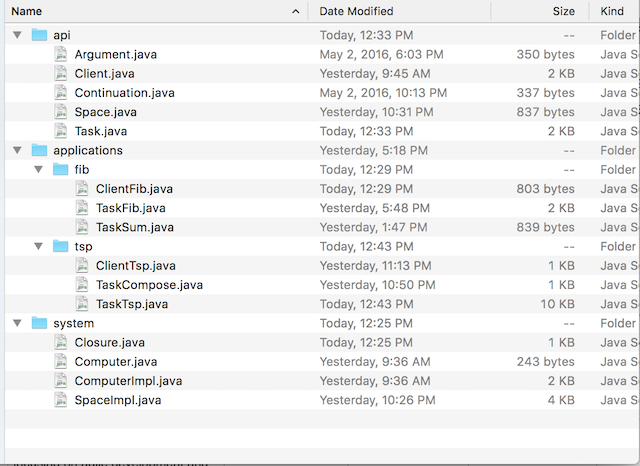 Name Date Modified Size Kind
api Today, 12:33 PM -- Folder
Argument.java May 2, 2016, 6:03 PM 350 bytes Java S
Client.java Yesterday, 9:45 AM 2 KB Java S
Continuation.java May 2, 2016, 10:13 PM 337 bytes Java S
Space.java Yesterday, 10:31 PM 837 bytes Java S
Task.java Today, 12:33 PM 2 KB Java S
applications Yesterday, 5:18 PM -- Folder
fib Today, 12:29 PM -- Folder
ClientFib.java Today, 12:29 PM 803 bytes Java S
TaskFib.java Yesterday, 5:48 PM 2 KB Java S
TaskSum.java Yesterday, 1:47 PM 839 bytes Java S
tsp Today, 12:43 PM -- Folder
ClientTsp.java Yesterday, 11:13 PM 1 KB Java S
TaskCompose.java Yesterday, 10:50 PM 1 KB Java S
TaskTsp.java Today, 12:43 PM 10 KB Java S
system Today, 12:25 PM -- Folder
Closure.java Today, 12:25 PM 1 KB Java S
Computer.java Yesterday, 9:36 AM 243 bytes Java S
ComputerImpl.java Yesterday, 9:36 AM 2 KB Java S
SpaceImpl.java Yesterday, 10:26 PM 4 KB Java S